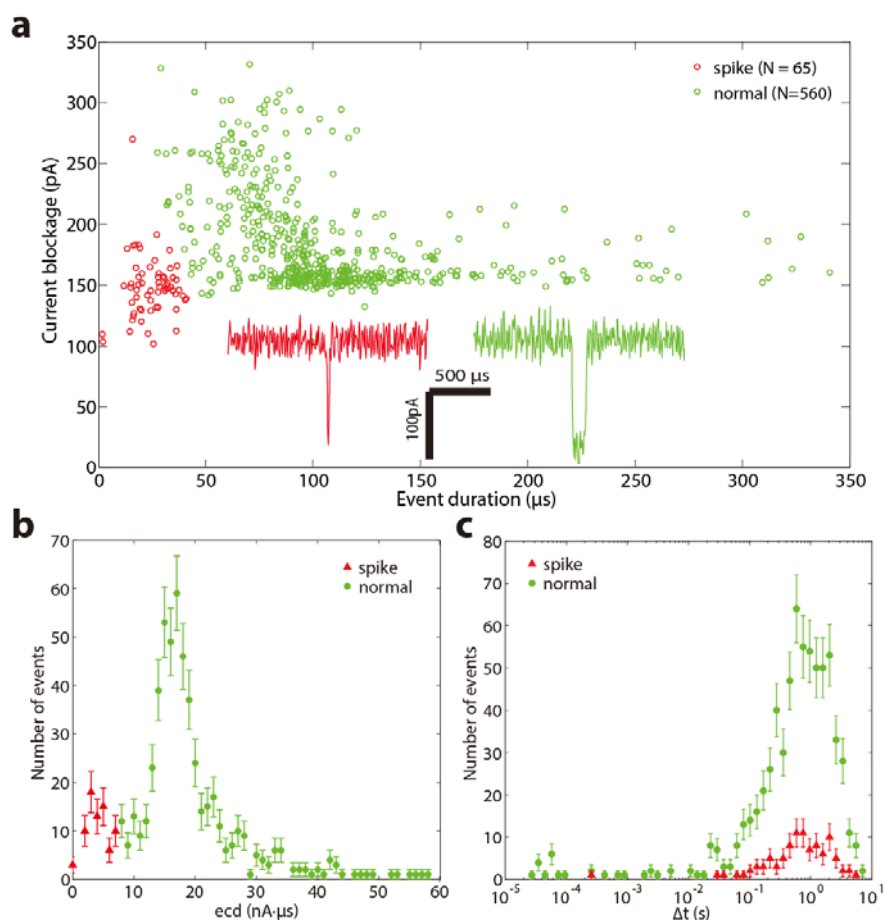 a
350
300
250
200
150
100
50
0
Current blockage (pA)
spike (N = 65)
normal (N=560)
500 μs
100pA
0 50 100 150 200 250 300 350
Event duration (μs)
b
70
60
50
40
30
20
10
0
Number of events
spike
normal
0 20 40 60
ecd (nA·μs)
c
80
70
60
50
40
30
20
10
0
Number of events
spike
normal
10-5 10-4 10-3 10-2 10-1 100 101
Δt (s)